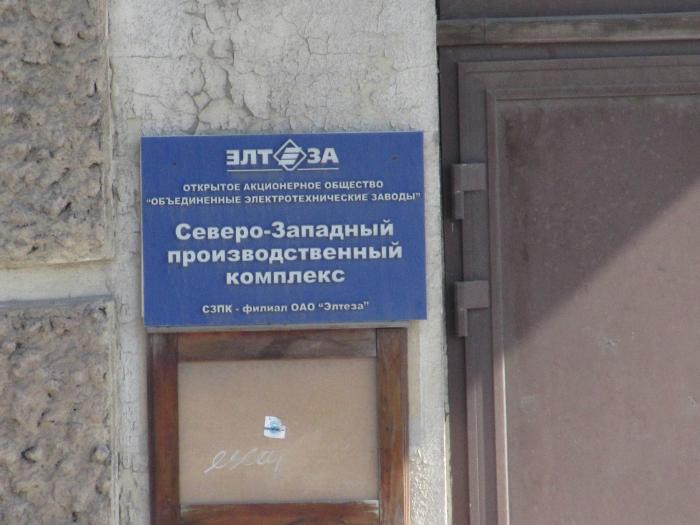 ЭЛТЕЗА
ОТКРЫТОЕ АКЦИОНЕРНОЕ ОБЩЕСТВО
“ОБЪЕДИНЕННЫЕ ЭЛЕКТРОТЕХНИЧЕСКИЕ ЗАВОДЫ”
Северо-Западный
производственный
комплекс
СЗПК - филиал ОАО “Элтеза”